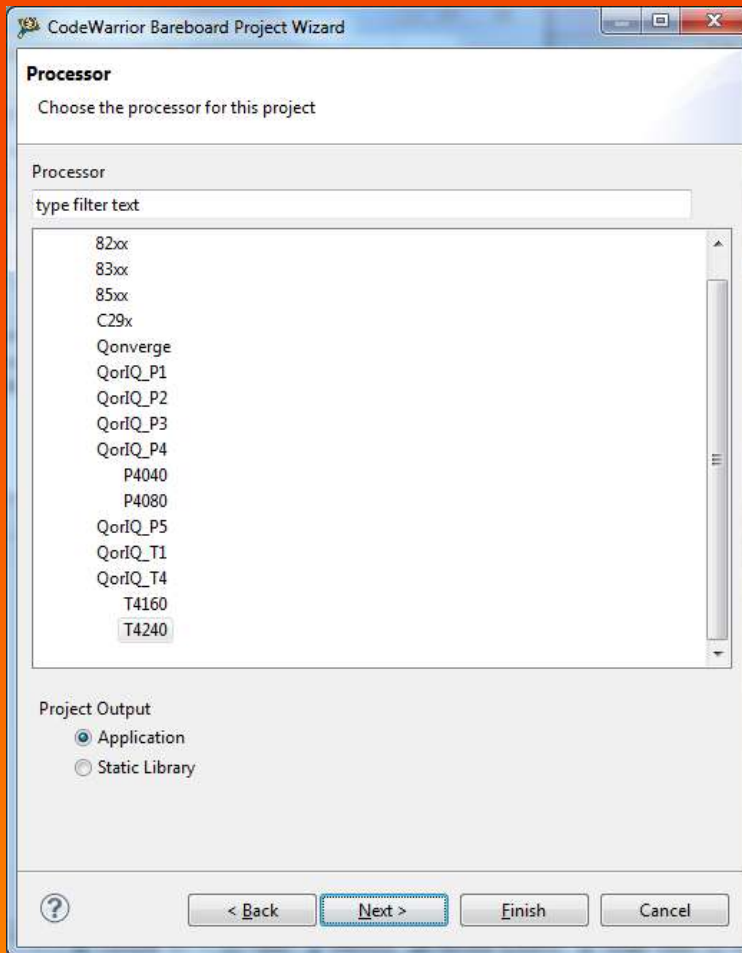 CodeWarrior Bareboard Project Wizard
Processor
Choose the processor for this project
Processor
type filter text
82xx
83xx
85xx
C29x
Qonverge
QorIQ_P1
QorIQ_P2
QorIQ_P3
QorIQ_P4
P4040
P4080
QorIQ_P5
QorIQ_T1
QorIQ_T4
T4160
T4240
Project Output
Application
Static Library
? < Back Next > Finish Cancel